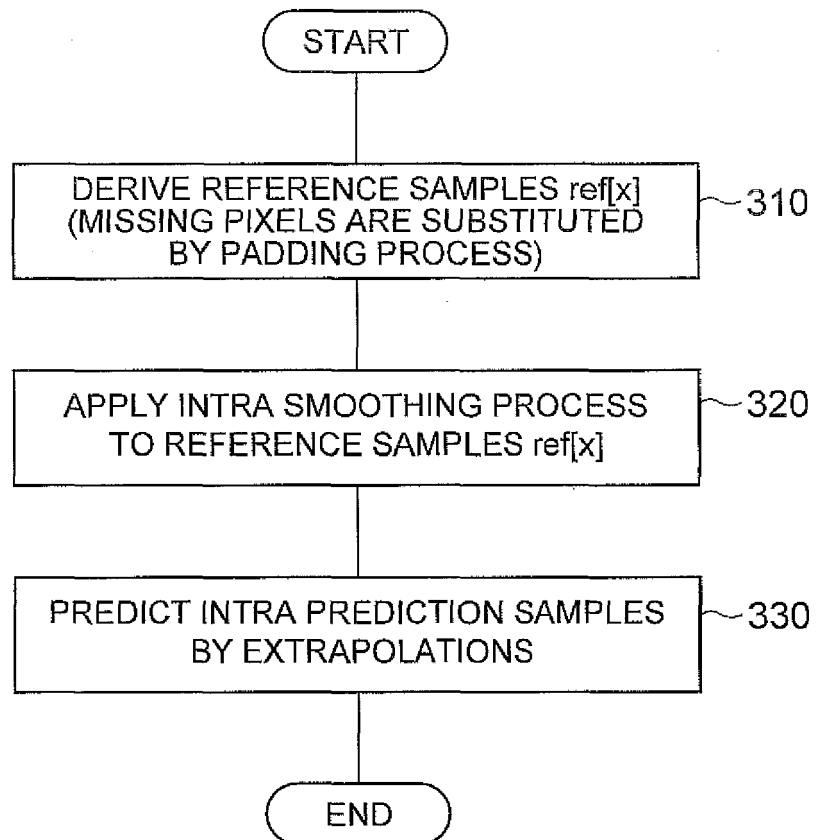 START
DERIVE REFERENCE SAMPLES ref[x]
(MISSING PIXELS ARE SUBSTITUTED
BY PADDING PROCESS)
310
APPLY INTRA SMOOTHING PROCESS
TO REFERENCE SAMPLES ref[x]
320
PREDICT INTRA PREDICTION SAMPLES
BY EXTRAPOLATIONS
330
END